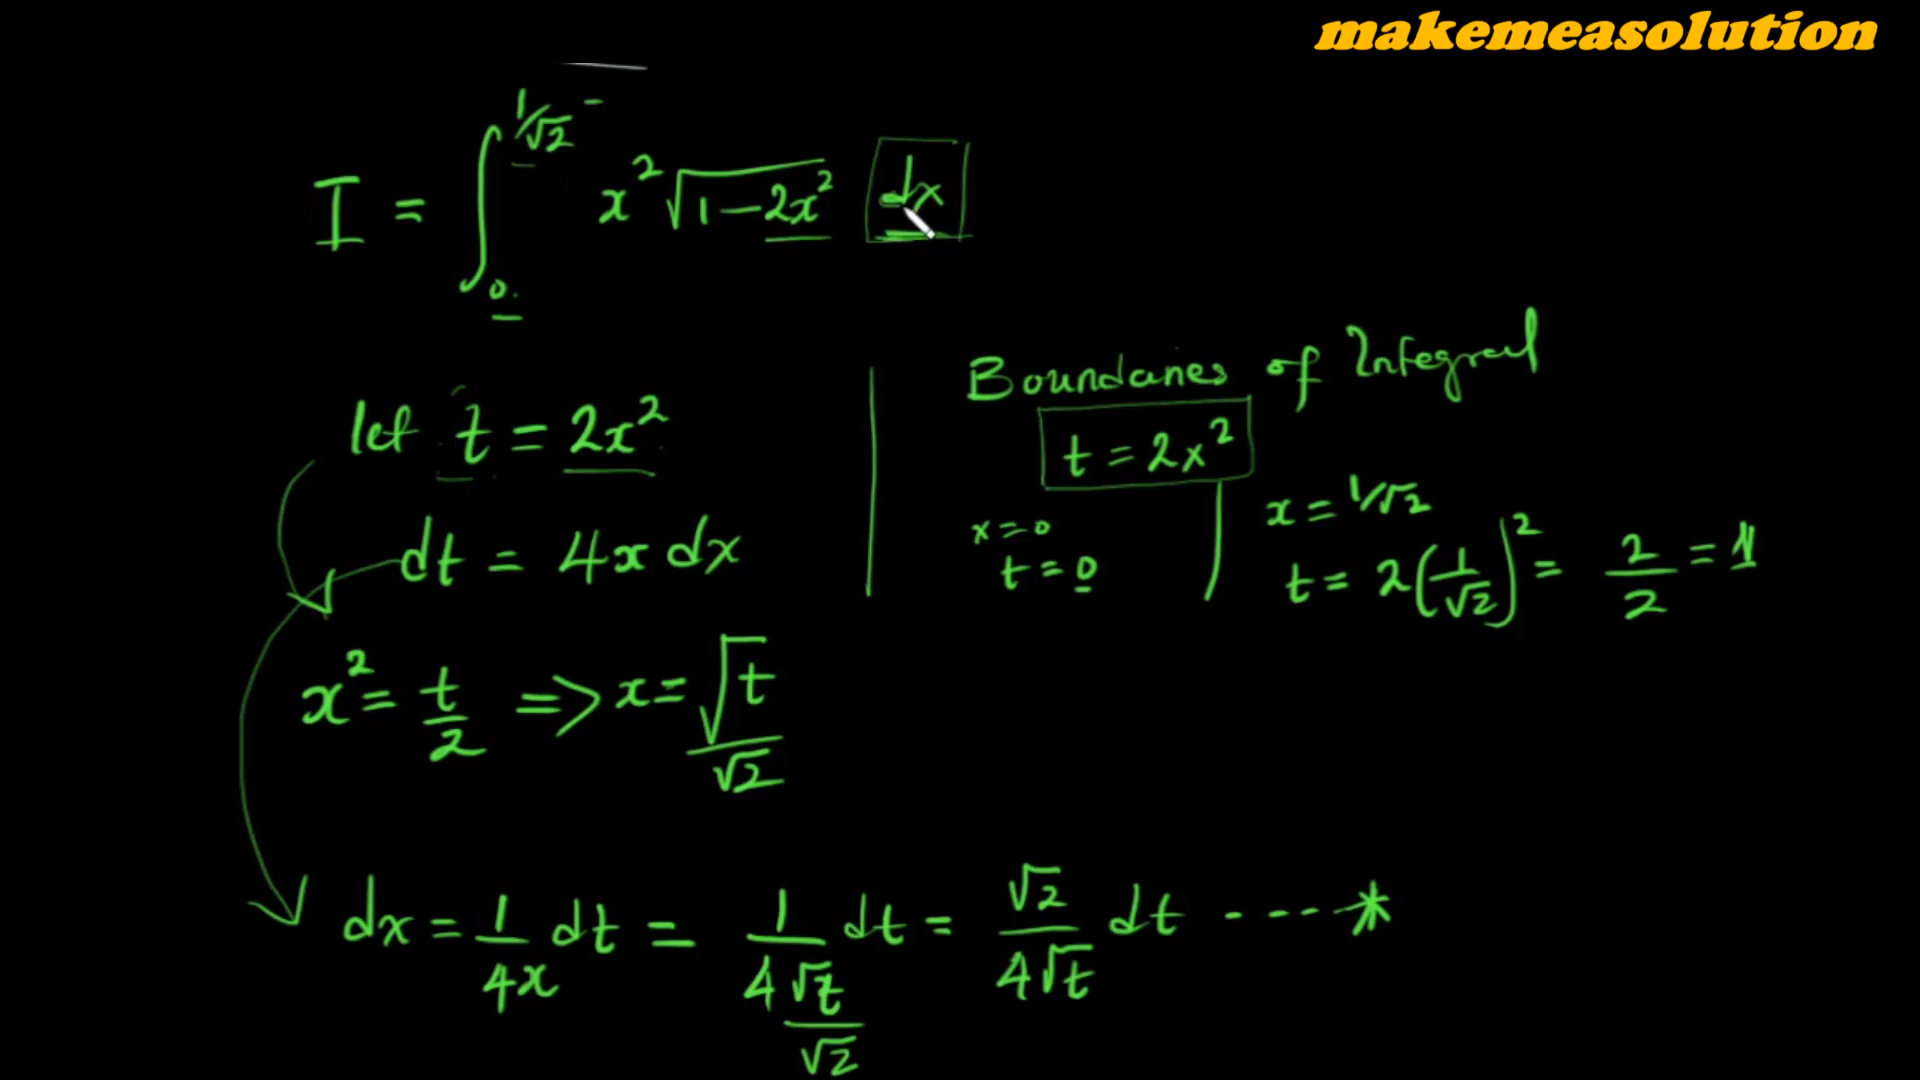 makemeasolution
I = ∫₀^{1/√2} x²√(1−2x²) dx
let t = 2x²
dt = 4x dx
x² = t/2 => x = √t/√2
Boundaries of Integral
t = 2x²
x = 0
t = 0
x = 1/√2
t = 2(1/√2)² = 2/2 = 1
dx = 1/4x dt = 1/(4 √t/√2) dt = √2/4√t dt ----*